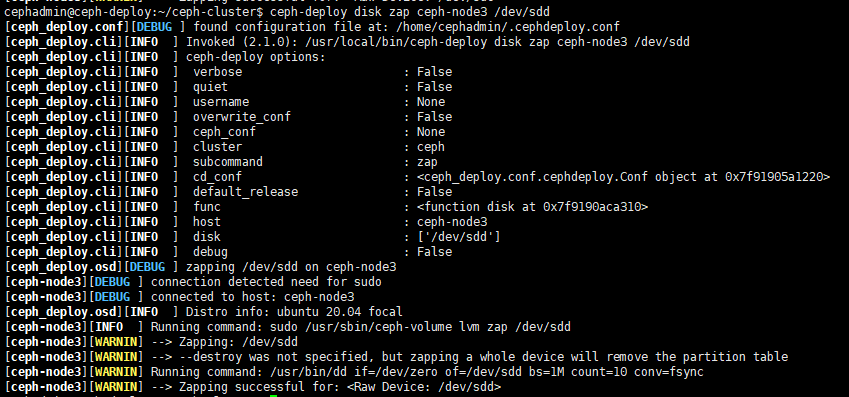 cephadmin@ceph-deploy:~/ceph-cluster$ ceph-deploy disk zap ceph-node3 /dev/sdd
[ceph_deploy.conf][DEBUG ] found configuration file at: /home/cephadmin/.cephdeploy.conf
[ceph_deploy.cli][INFO  ] Invoked (2.1.0): /usr/local/bin/ceph-deploy disk zap ceph-node3 /dev/sdd
[ceph_deploy.cli][INFO  ] ceph-deploy options:
[ceph_deploy.cli][INFO  ]  verbose                       : False
[ceph_deploy.cli][INFO  ]  quiet                         : False
[ceph_deploy.cli][INFO  ]  username                      : None
[ceph_deploy.cli][INFO  ]  overwrite_conf                : False
[ceph_deploy.cli][INFO  ]  ceph_conf                     : None
[ceph_deploy.cli][INFO  ]  cluster                       : ceph
[ceph_deploy.cli][INFO  ]  subcommand                    : zap
[ceph_deploy.cli][INFO  ]  cd_conf                       : <ceph_deploy.conf.cephdeploy.Conf object at 0x7f91905a1220>
[ceph_deploy.cli][INFO  ]  default_release               : False
[ceph_deploy.cli][INFO  ]  func                          : <function disk at 0x7f9190aca310>
[ceph_deploy.cli][INFO  ]  host                          : ceph-node3
[ceph_deploy.cli][INFO  ]  disk                          : ['/dev/sdd']
[ceph_deploy.cli][INFO  ]  debug                         : False
[ceph_deploy.osd][DEBUG ] zapping /dev/sdd on ceph-node3
[ceph-node3][DEBUG ] connection detected need for sudo
[ceph-node3][DEBUG ] connected to host: ceph-node3
[ceph_deploy.osd][INFO  ] Distro info: ubuntu 20.04 focal
[ceph-node3][INFO  ] Running command: sudo /usr/sbin/ceph-volume lvm zap /dev/sdd
[ceph-node3][WARNIN] --> Zapping: /dev/sdd
[ceph-node3][WARNIN] --> --destroy was not specified, but zapping a whole device will remove the partition table
[ceph-node3][WARNIN] Running command: /usr/bin/dd if=/dev/zero of=/dev/sdd bs=1M count=10 conv=fsync
[ceph-node3][WARNIN] --> Zapping successful for: <Raw Device: /dev/sdd>